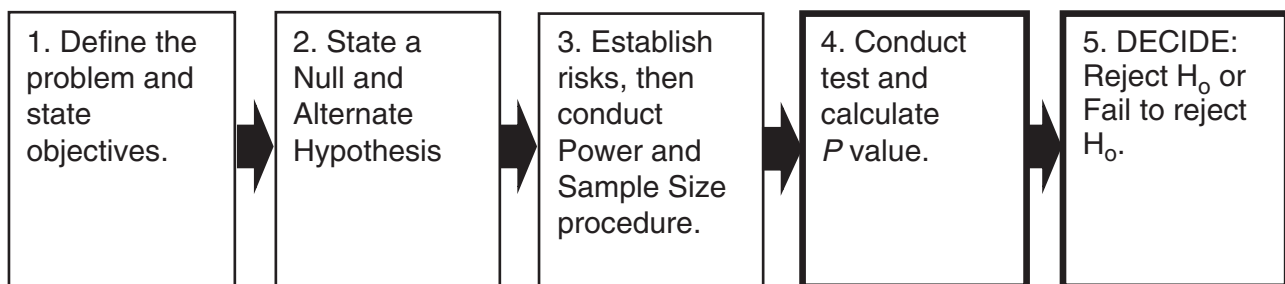 1. Define the
problem and
state
objectives.
2. State a
Null and
Alternate
Hypothesis
3. Establish
risks, then
conduct
Power and
Sample Size
procedure.
4. Conduct
test and
calculate
P value.
5. DECIDE:
Reject Ho or
Fail to reject
Ho.